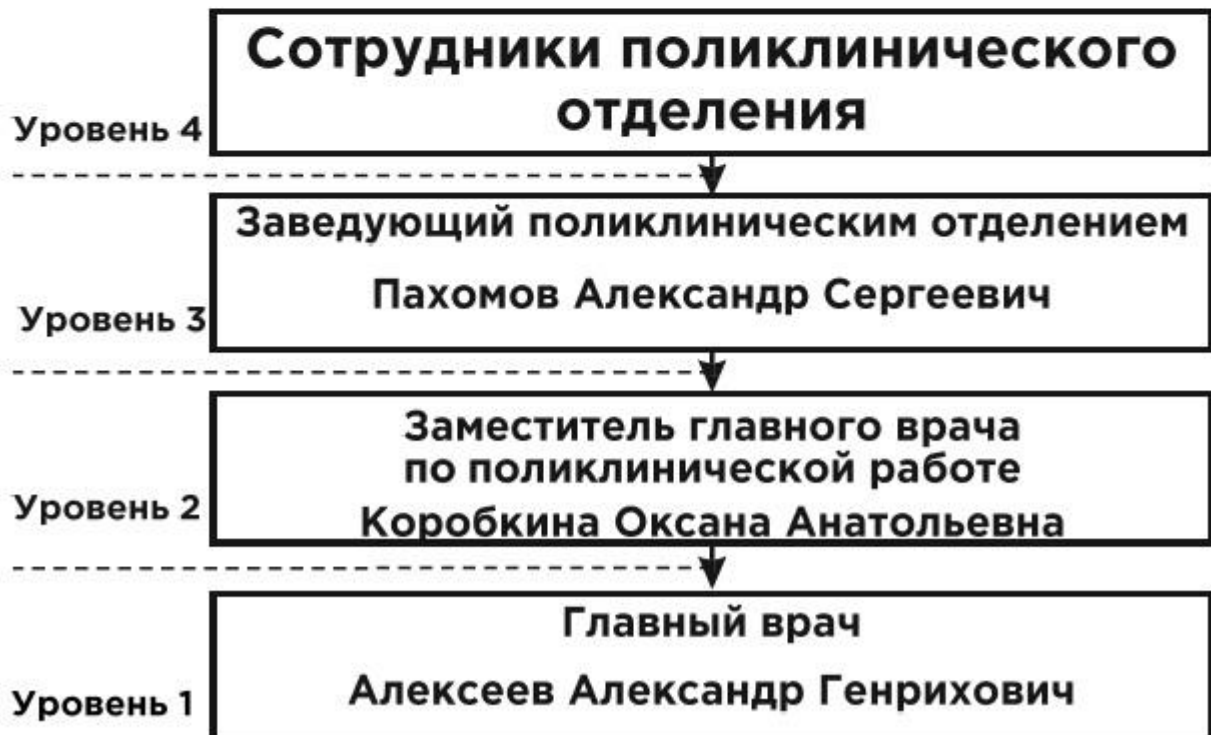 Сотрудники поликлинического
отделения
Уровень 4
Заведующий поликлиническим отделением
Пахомов Александр Сергеевич
Уровень 3
Заместитель главного врача
по поликлинической работе
Уровень 2
Коробкина Оксана Анатольевна
Главный врач
Алексеев Александр Генрихович
Уровень 1